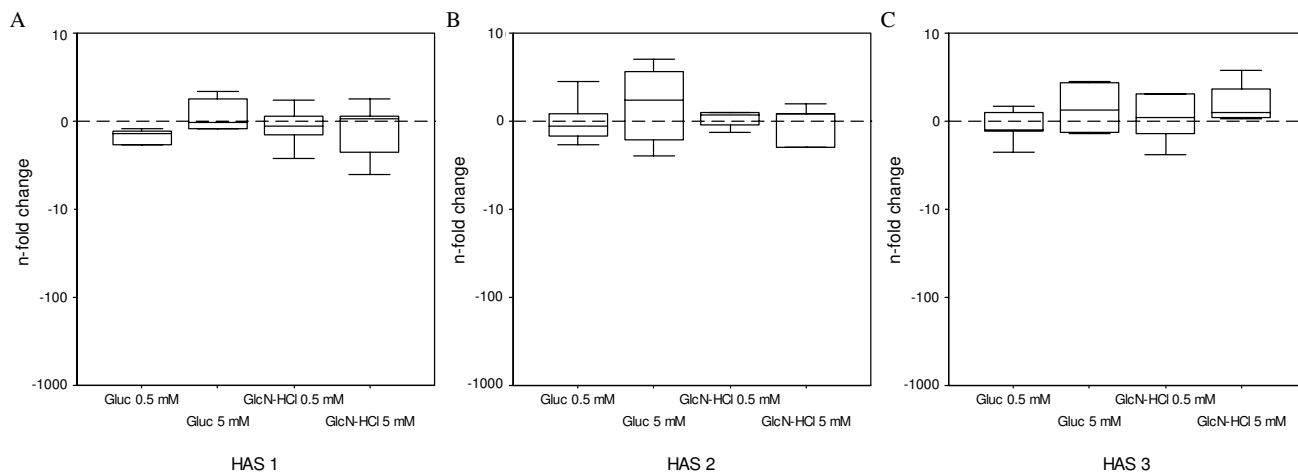 A
B
C
10
0
-10
-100
-1000
n-fold change
Gluc 0.5 mM
Gluc 5 mM
GlcN-HCl 0.5 mM
GlcN-HCl 5 mM
HAS 1
10
0
-10
-100
-1000
n-fold change
Gluc 0.5 mM
Gluc 5 mM
GlcN-HCl 0.5 mM
GlcN-HCl 5 mM
HAS 2
10
0
-10
-100
-1000
n-fold change
Gluc 0.5 mM
Gluc 5 mM
GlcN-HCl 0.5 mM
GlcN-HCl 5 mM
HAS 3